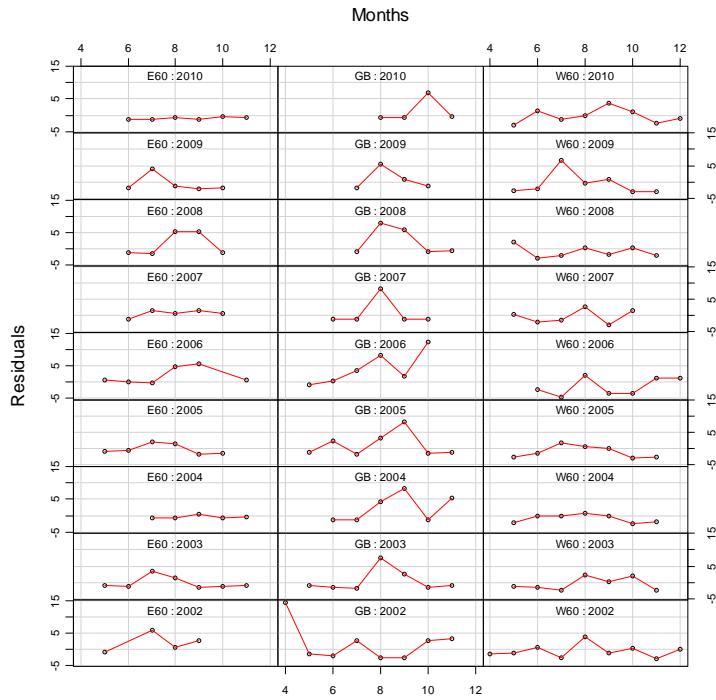 Months
4 6 8 10 12 4 6 8 10 12
E60 : 2010 GB : 2010 W60 : 2010
-5 5 15
E60 : 2009 GB : 2009 W60 : 2009
-5 5 15
E60 : 2008 GB : 2008 W60 : 2008
-5 5 15
E60 : 2007 GB : 2007 W60 : 2007
-5 5 15
E60 : 2006 GB : 2006 W60 : 2006
-5 5 15
Residuals
E60 : 2005 GB : 2005 W60 : 2005
-5 5 15
E60 : 2004 GB : 2004 W60 : 2004
-5 5 15
E60 : 2003 GB : 2003 W60 : 2003
-5 5 15
E60 : 2002 GB : 2002 W60 : 2002
-5 5 15
4 6 8 10 12